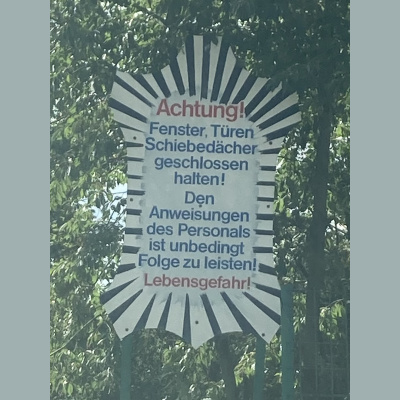 Achtung!
Fenster, Türen
Schiebedächer
geschlossen
halten!
Den
Anweisungen
des Personals
ist unbedingt
Folge zu leisten!
Lebensgefahr!